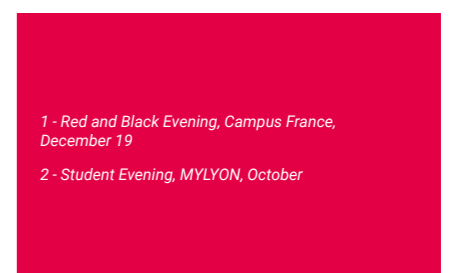 1 - Red and Black Evening, Campus France,
December 19
2 - Student Evening, MYLYON, October